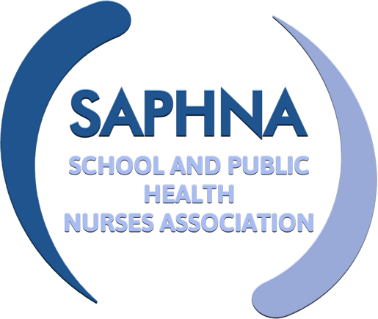 SAPHNA
SCHOOL AND PUBLIC
HEALTH
NURSES ASSOCIATION